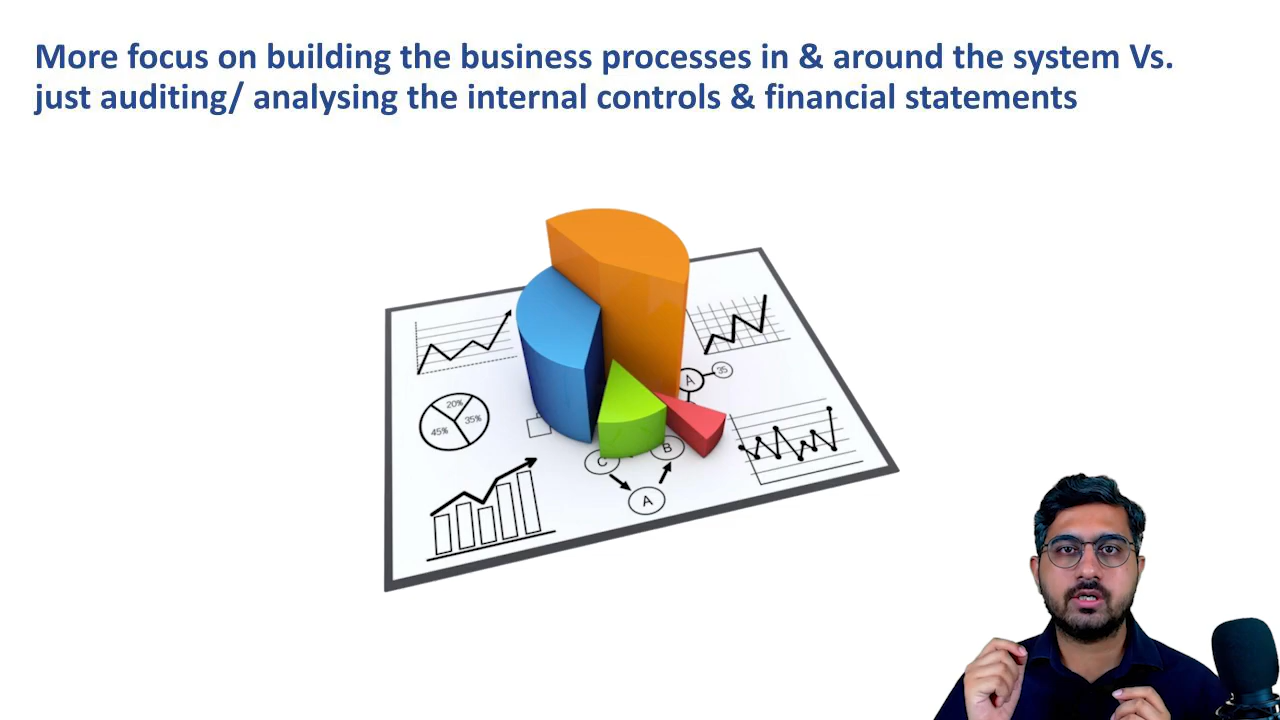 More focus on building the business processes in & around the system Vs.
just auditing/ analysing the internal controls & financial statements
A
35
20%
35%
45%
C
B
A